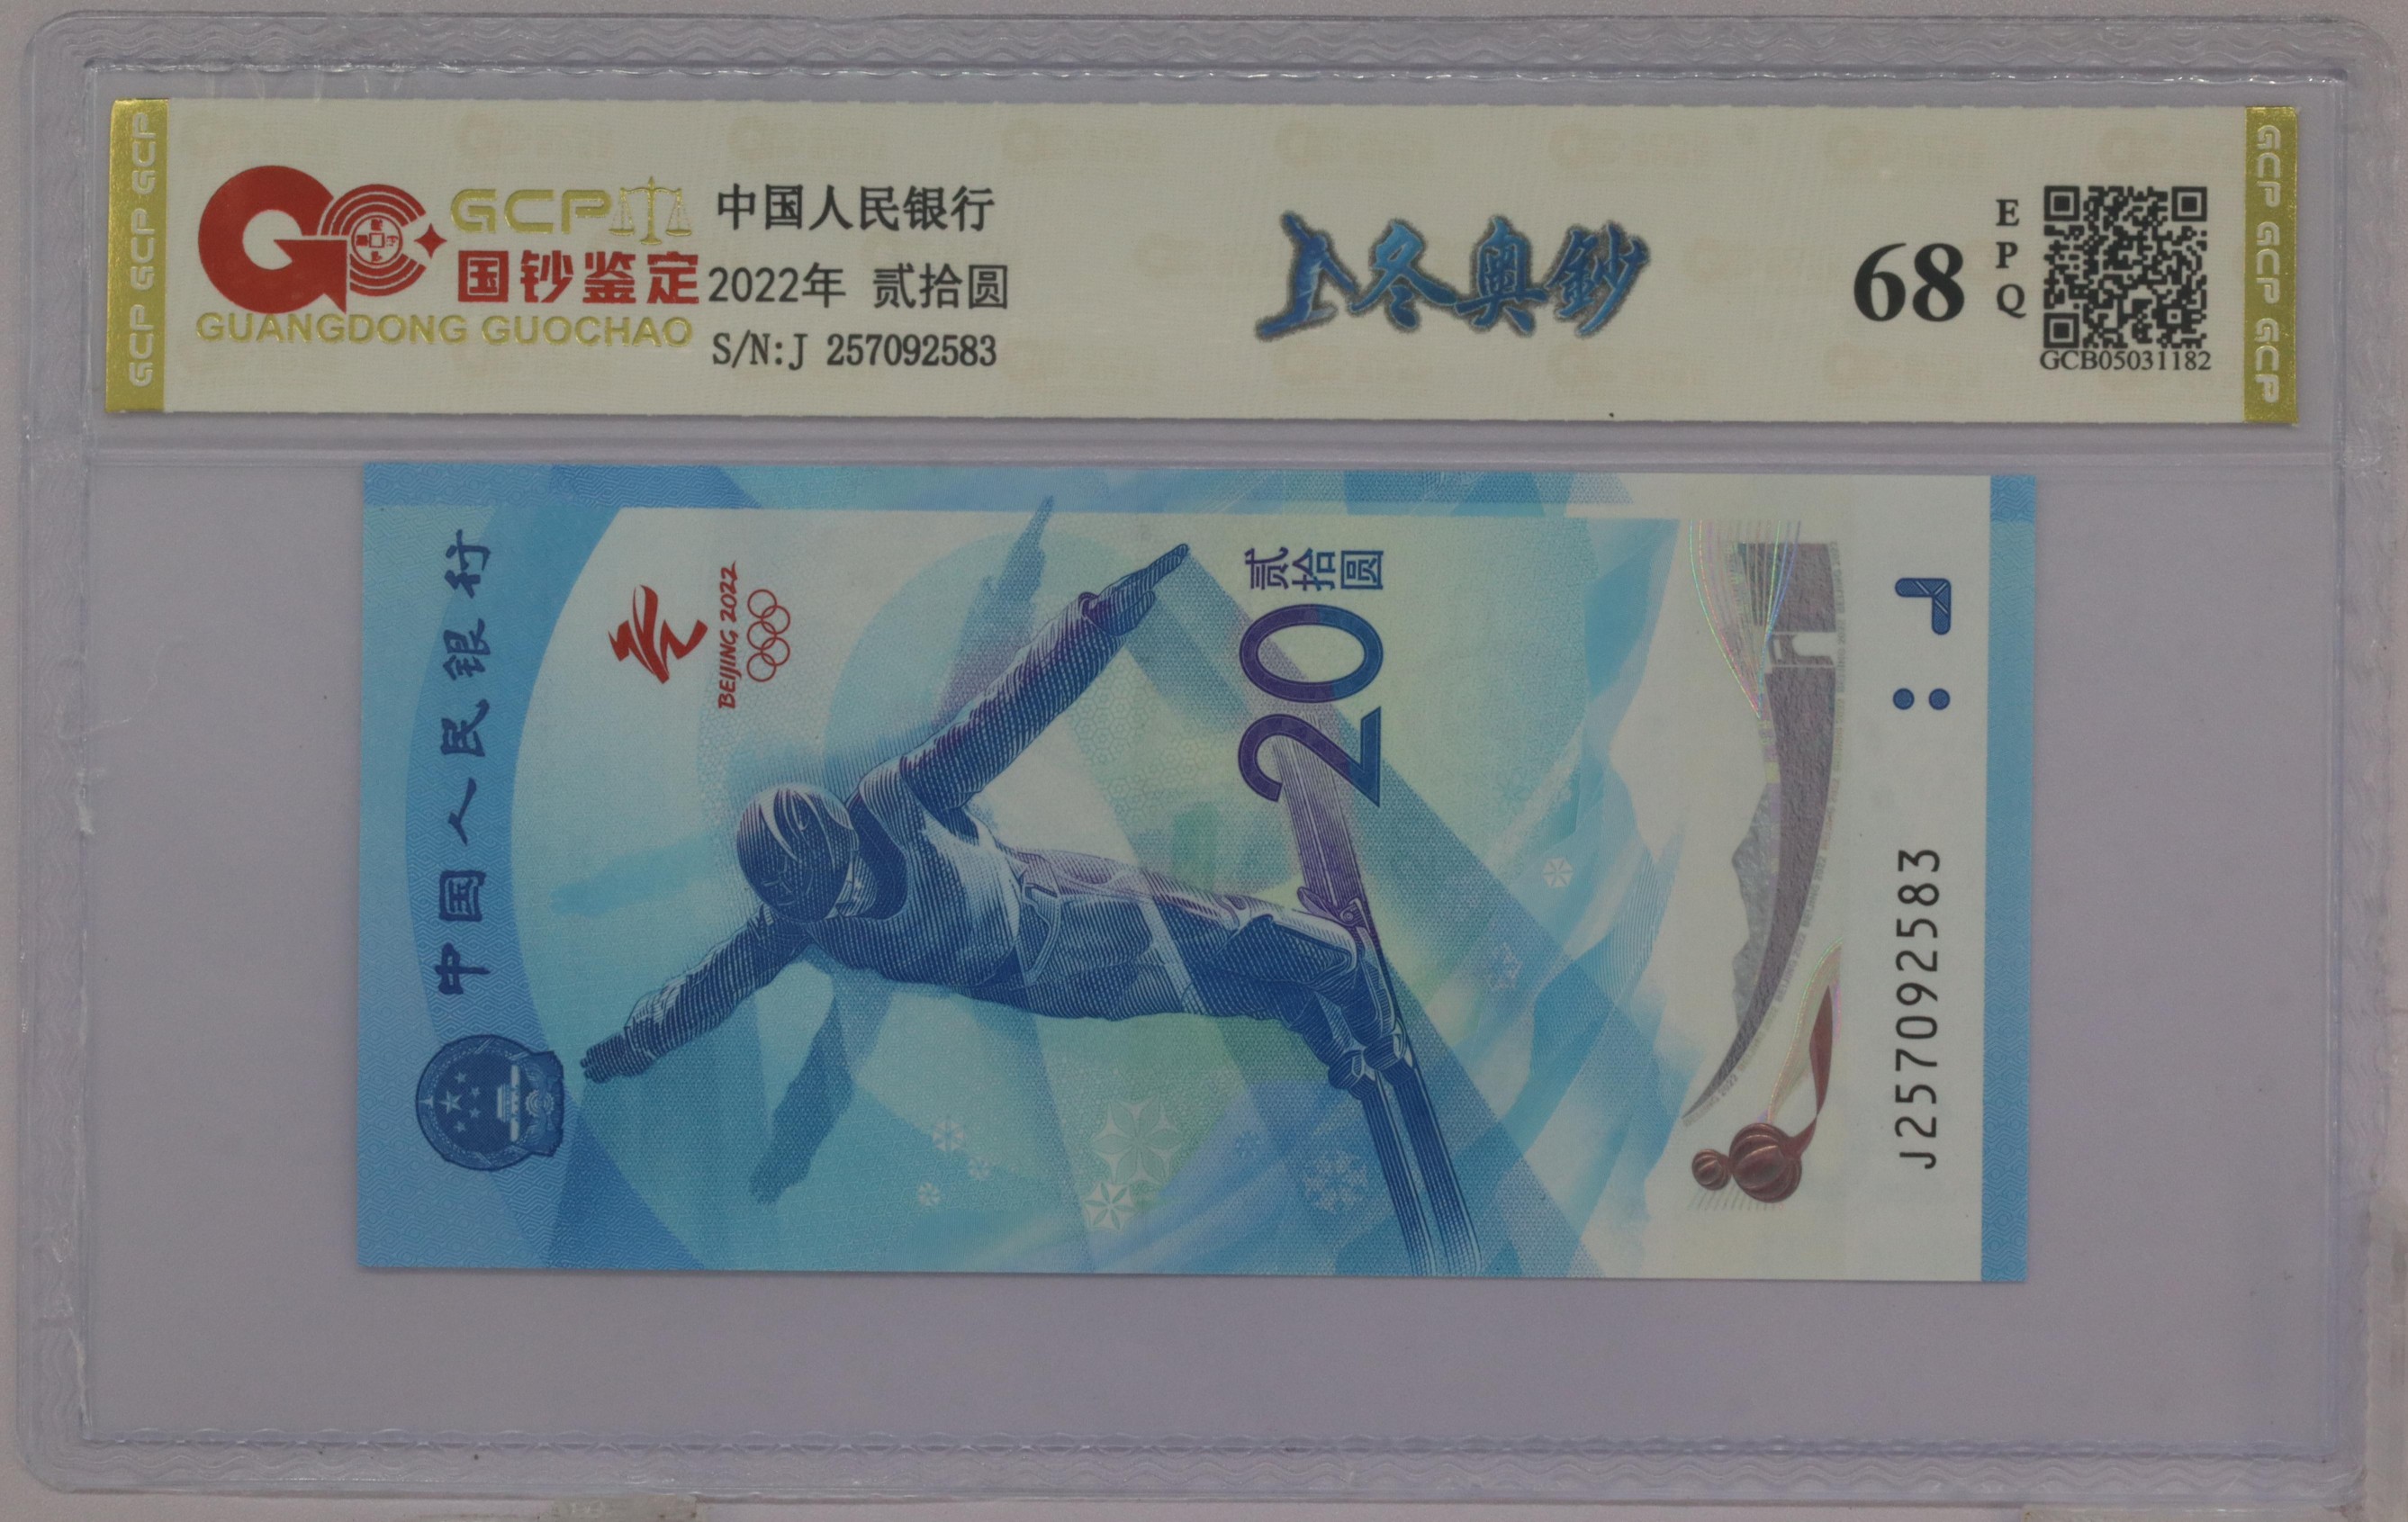 GCP GCP GCP
GCP
国钞鉴定
GUANGDONG GUOCHAO
中国人民银行
2022年 贰拾圆
S/N:J 257092583
冬奥鈔
68
EPQ
GCB05031182
GCP GCP GCP
中国人民银行
BEIJING 2022
贰拾圆
20
J257092583